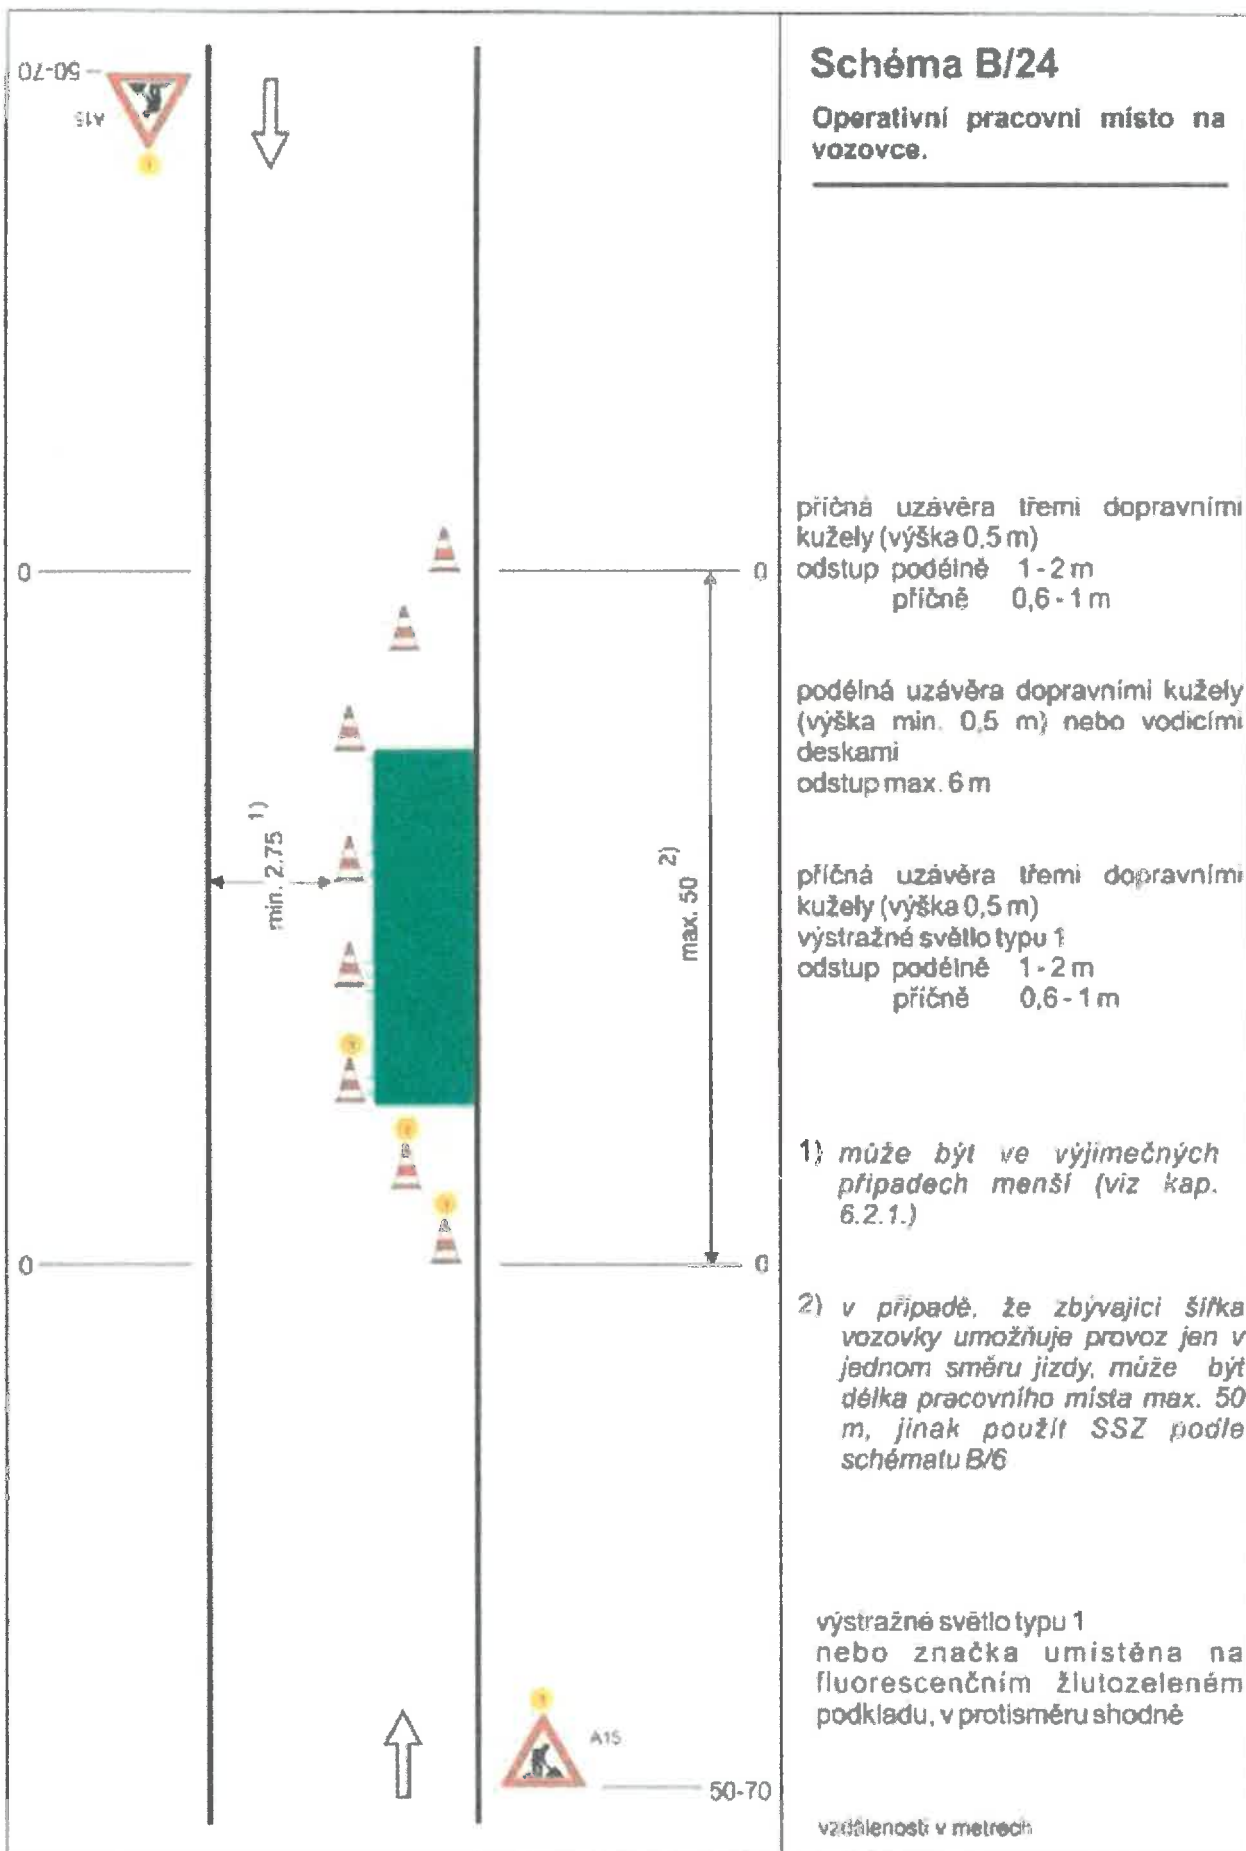 Schéma B/24
Operativní pracovní místo na
vozovce.
50-70
A15
příčná uzávěra třemi dopravními
kužely (výška 0,5 m)
0
0
odstup podélně 1 - 2 m
příčně 0,6 - 1 m
podélná uzávěra dopravními kužely
(výška min. 0,5 m) nebo vodicími
deskami
odstup max. 6 m
min. 2.75 1)
max. 50 2)
příčná uzávěra třemi dopravními
kužely (výška 0,5 m)
výstražné světlo typu 1
odstup podélně 1 - 2 m
příčně 0,6 - 1 m
1) může být ve výjimečných
případech menší (viz kap.
6.2.1.)
0
0
2) v případě, že zbývající šířka
vozovky umožňuje provoz jen v
jednom směru jízdy, může být
délka pracovního místa max. 50
m, jinak použít SSZ podle
schématu B/6
výstražné světlo typu 1
nebo značka umístěna na
fluorescenčním žlutozeleném
podkladu, v protisměru shodně
A15
50-70
vzdálenosti v metrech